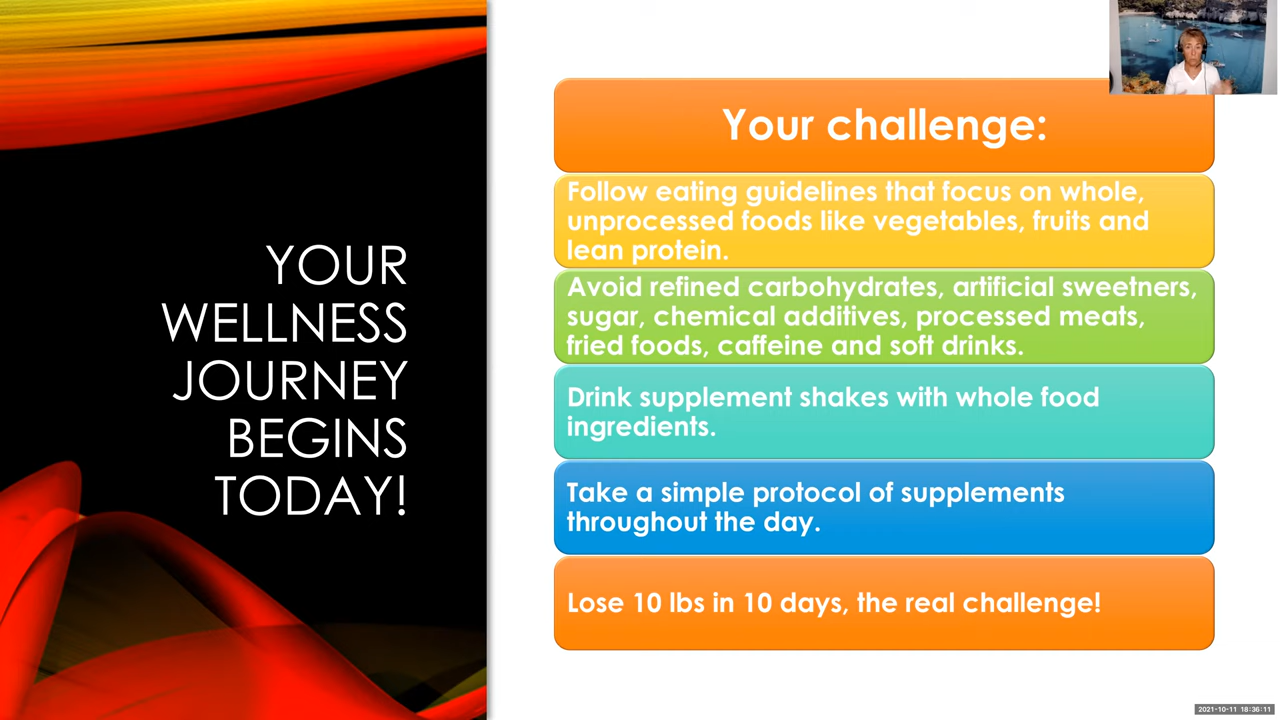 YOUR
WELLNESS
JOURNEY
BEGINS
TODAY!
Your challenge:
Follow eating guidelines that focus on whole,
unprocessed foods like vegetables, fruits and
lean protein.
Avoid refined carbohydrates, artificial sweetners,
sugar, chemical additives, processed meats,
fried foods, caffeine and soft drinks.
Drink supplement shakes with whole food
ingredients.
Take a simple protocol of supplements
throughout the day.
Lose 10 lbs in 10 days, the real challenge!
2021-10-11 18:36:11